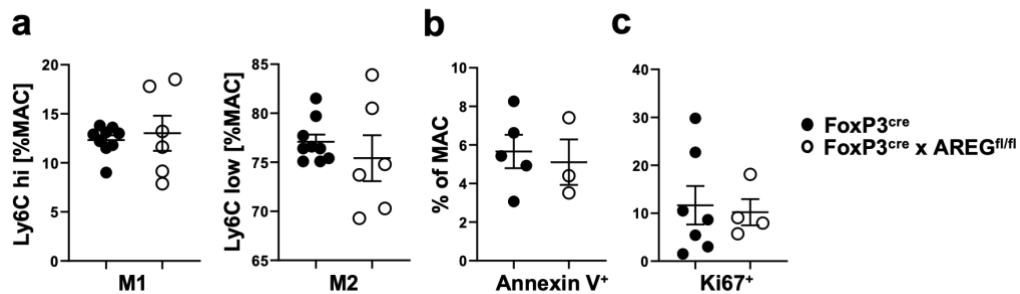 a
Ly6C hi [%MAC]
20
15
10
5
0
M1
Ly6C low [%MAC]
85
80
75
70
65
M2
b
% of MAC
10
8
6
4
2
0
Annexin V⁺
c
40
30
20
10
0
Ki67⁺
FoxP3ᶜʳᵉ
FoxP3ᶜʳᵉ x AREGᶠˡ/ᶠˡ